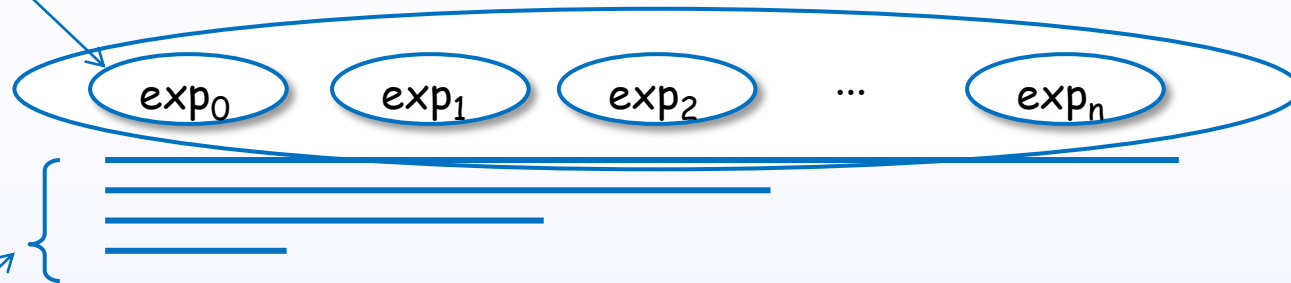 exp₀ exp₁ exp₂ ... expₙ